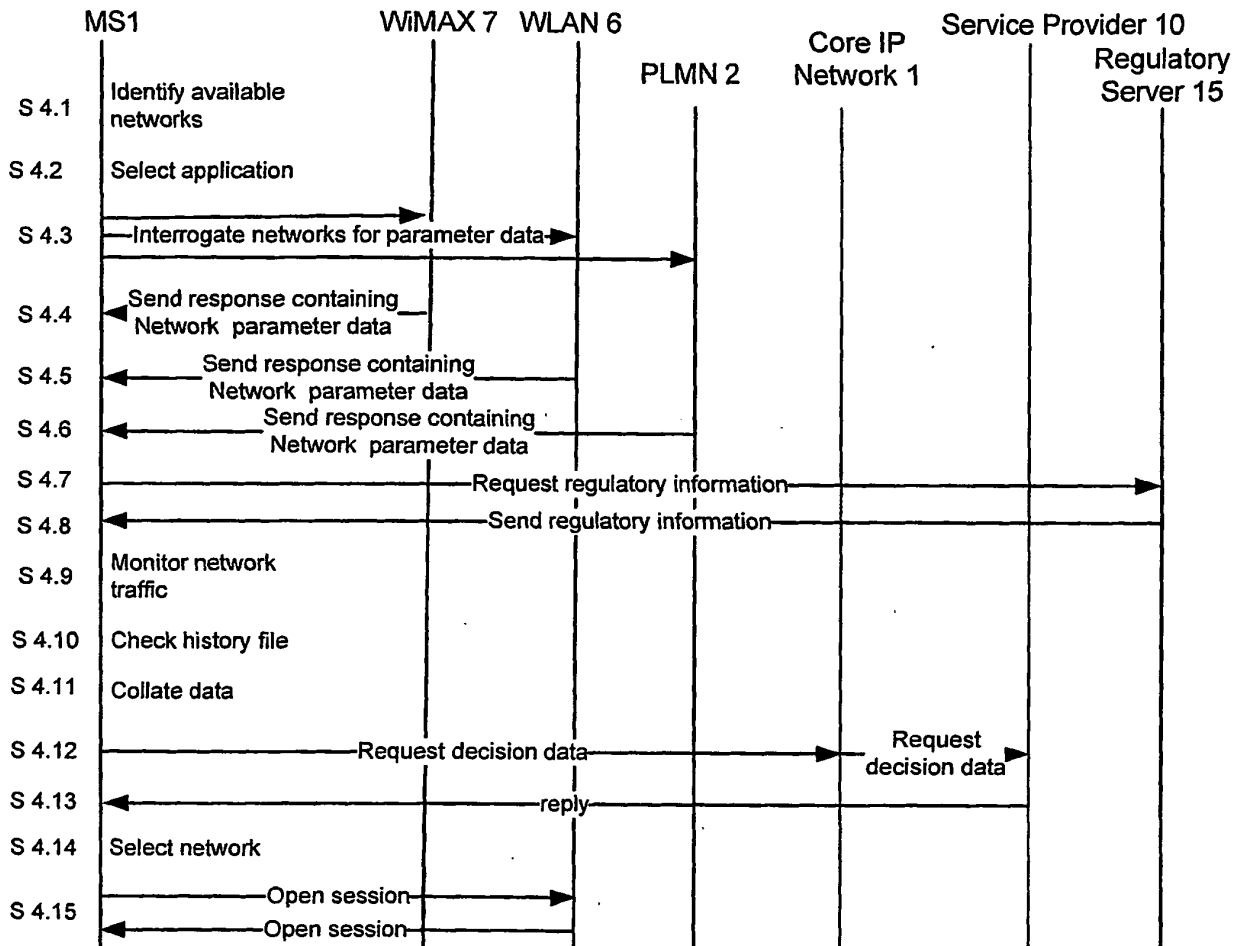 MS1
WiMAX 7
WLAN 6
PLMN 2
Core IP
Network 1
Service Provider 10
Regulatory
Server 15
S 4.1
Identify available
networks
S 4.2
Select application
S 4.3
Interrogate networks for parameter data
S 4.4
Send response containing
Network parameter data
S 4.5
Send response containing
Network parameter data
S 4.6
Send response containing
Network parameter data
S 4.7
Request regulatory information
S 4.8
Send regulatory information
S 4.9
Monitor network
traffic
S 4.10
Check history file
S 4.11
Collate data
S 4.12
Request decision data
Request
decision data
S 4.13
reply
S 4.14
Select network
S 4.15
Open session
Open session